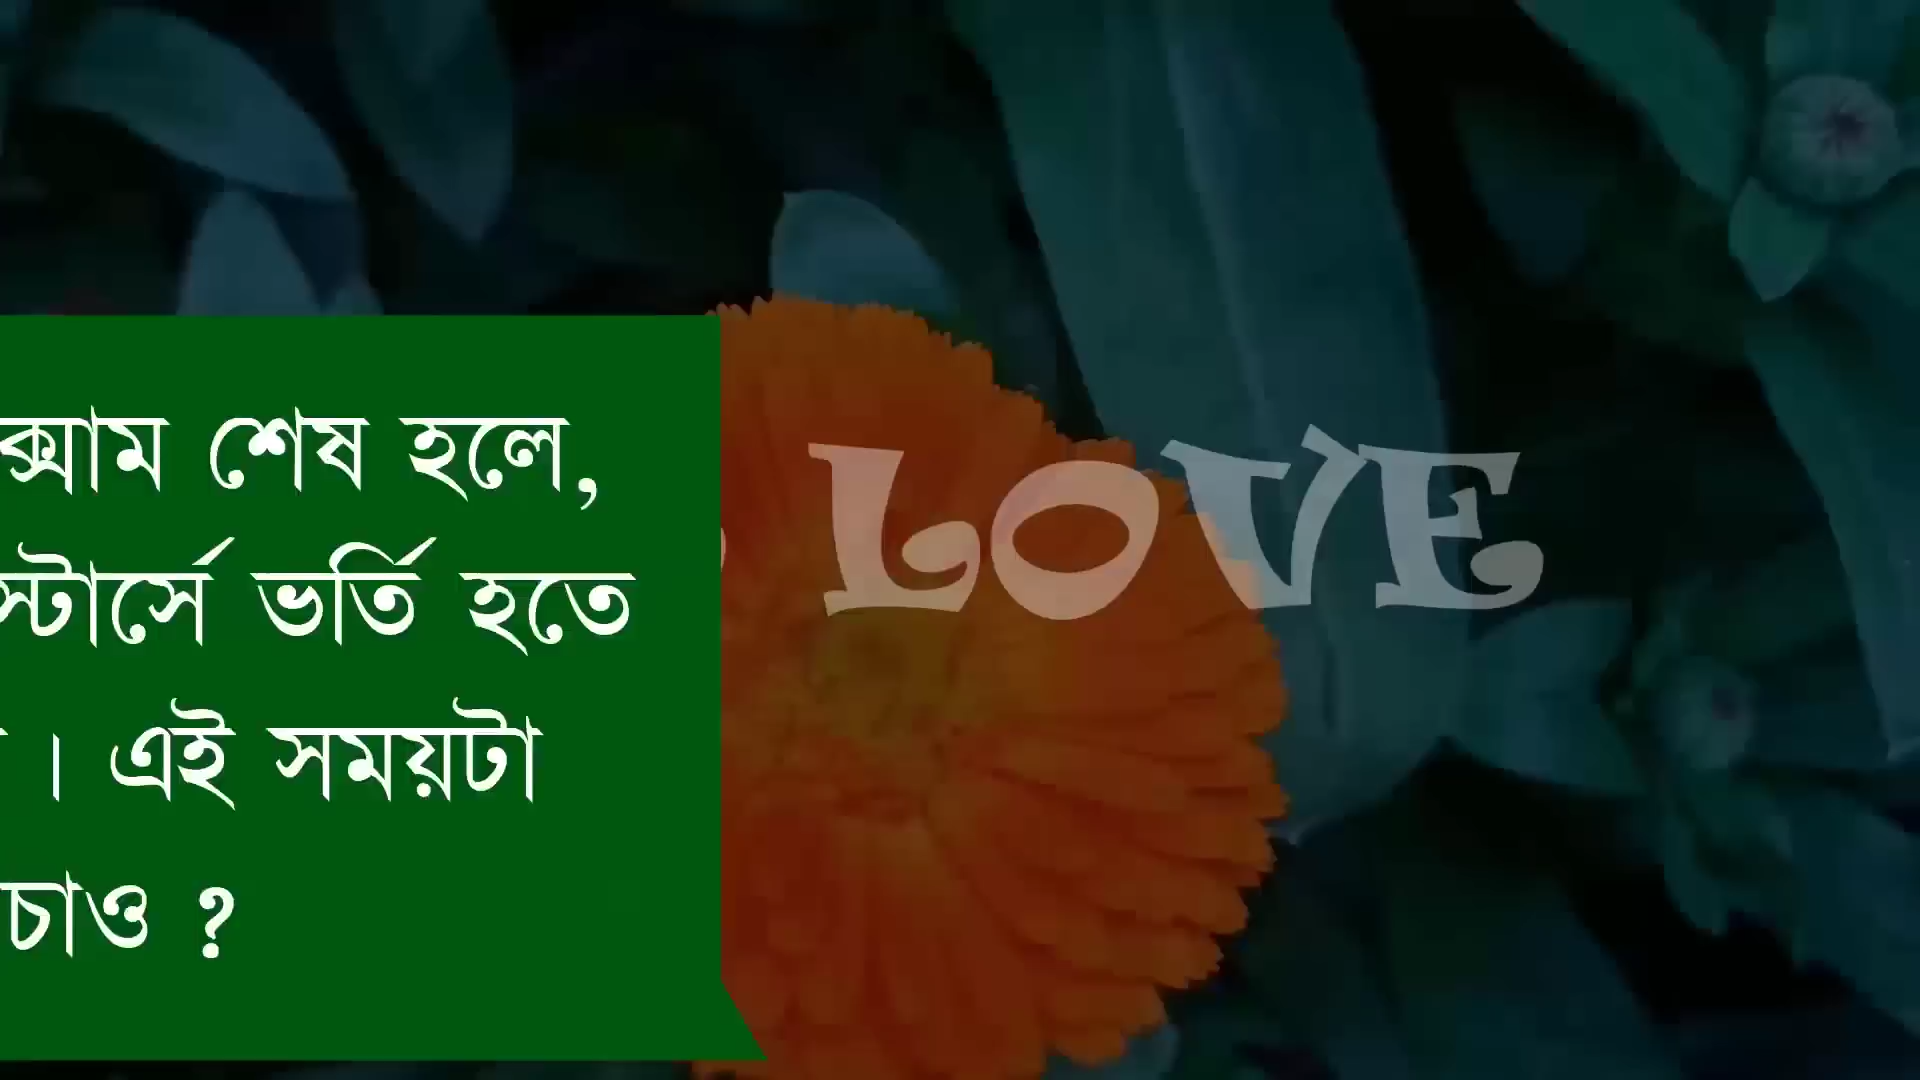 শেষ হলে,
ভর্তি হতে
। এই সময়টা
চাও ?
LOVE